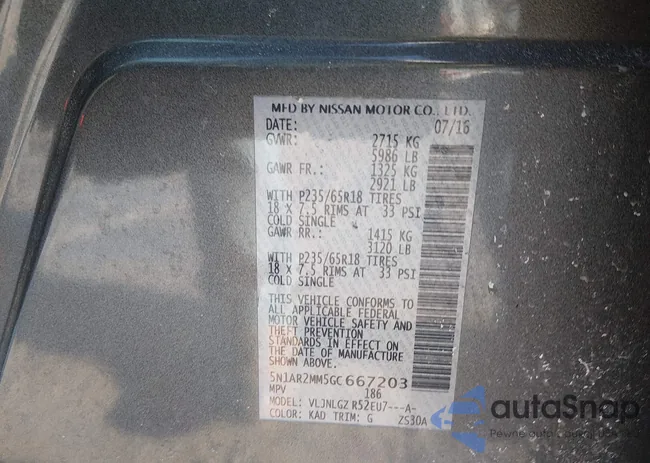 MFD BY NISSAN MOTOR CO., LTD.
DATE: 07/16
GVWR: 2715 KG
5986 LB
GAWR FR.: 1325 KG
2921 LB
WITH P235/65R18 TIRES
18 X 7.5 RIMS AT 33 PSI
COLD SINGLE
GAWR RR.: 1415 KG
3120 LB
WITH P235/65R18 TIRES
18 X 7.5 RIMS AT 33 PSI
COLD SINGLE
THIS VEHICLE CONFORMS TO
ALL APPLICABLE FEDERAL
MOTOR VEHICLE SAFETY AND
THEFT PREVENTION
STANDARDS IN EFFECT ON
THE DATE OF MANUFACTURE
SHOWN ABOVE.
5N1AR2MM5GC667203
MPV 186
MODEL: VLJNLGZ R52EU7---A-
COLOR: KAD TRIM: G ZS30A
autoSnap
Pewne auto